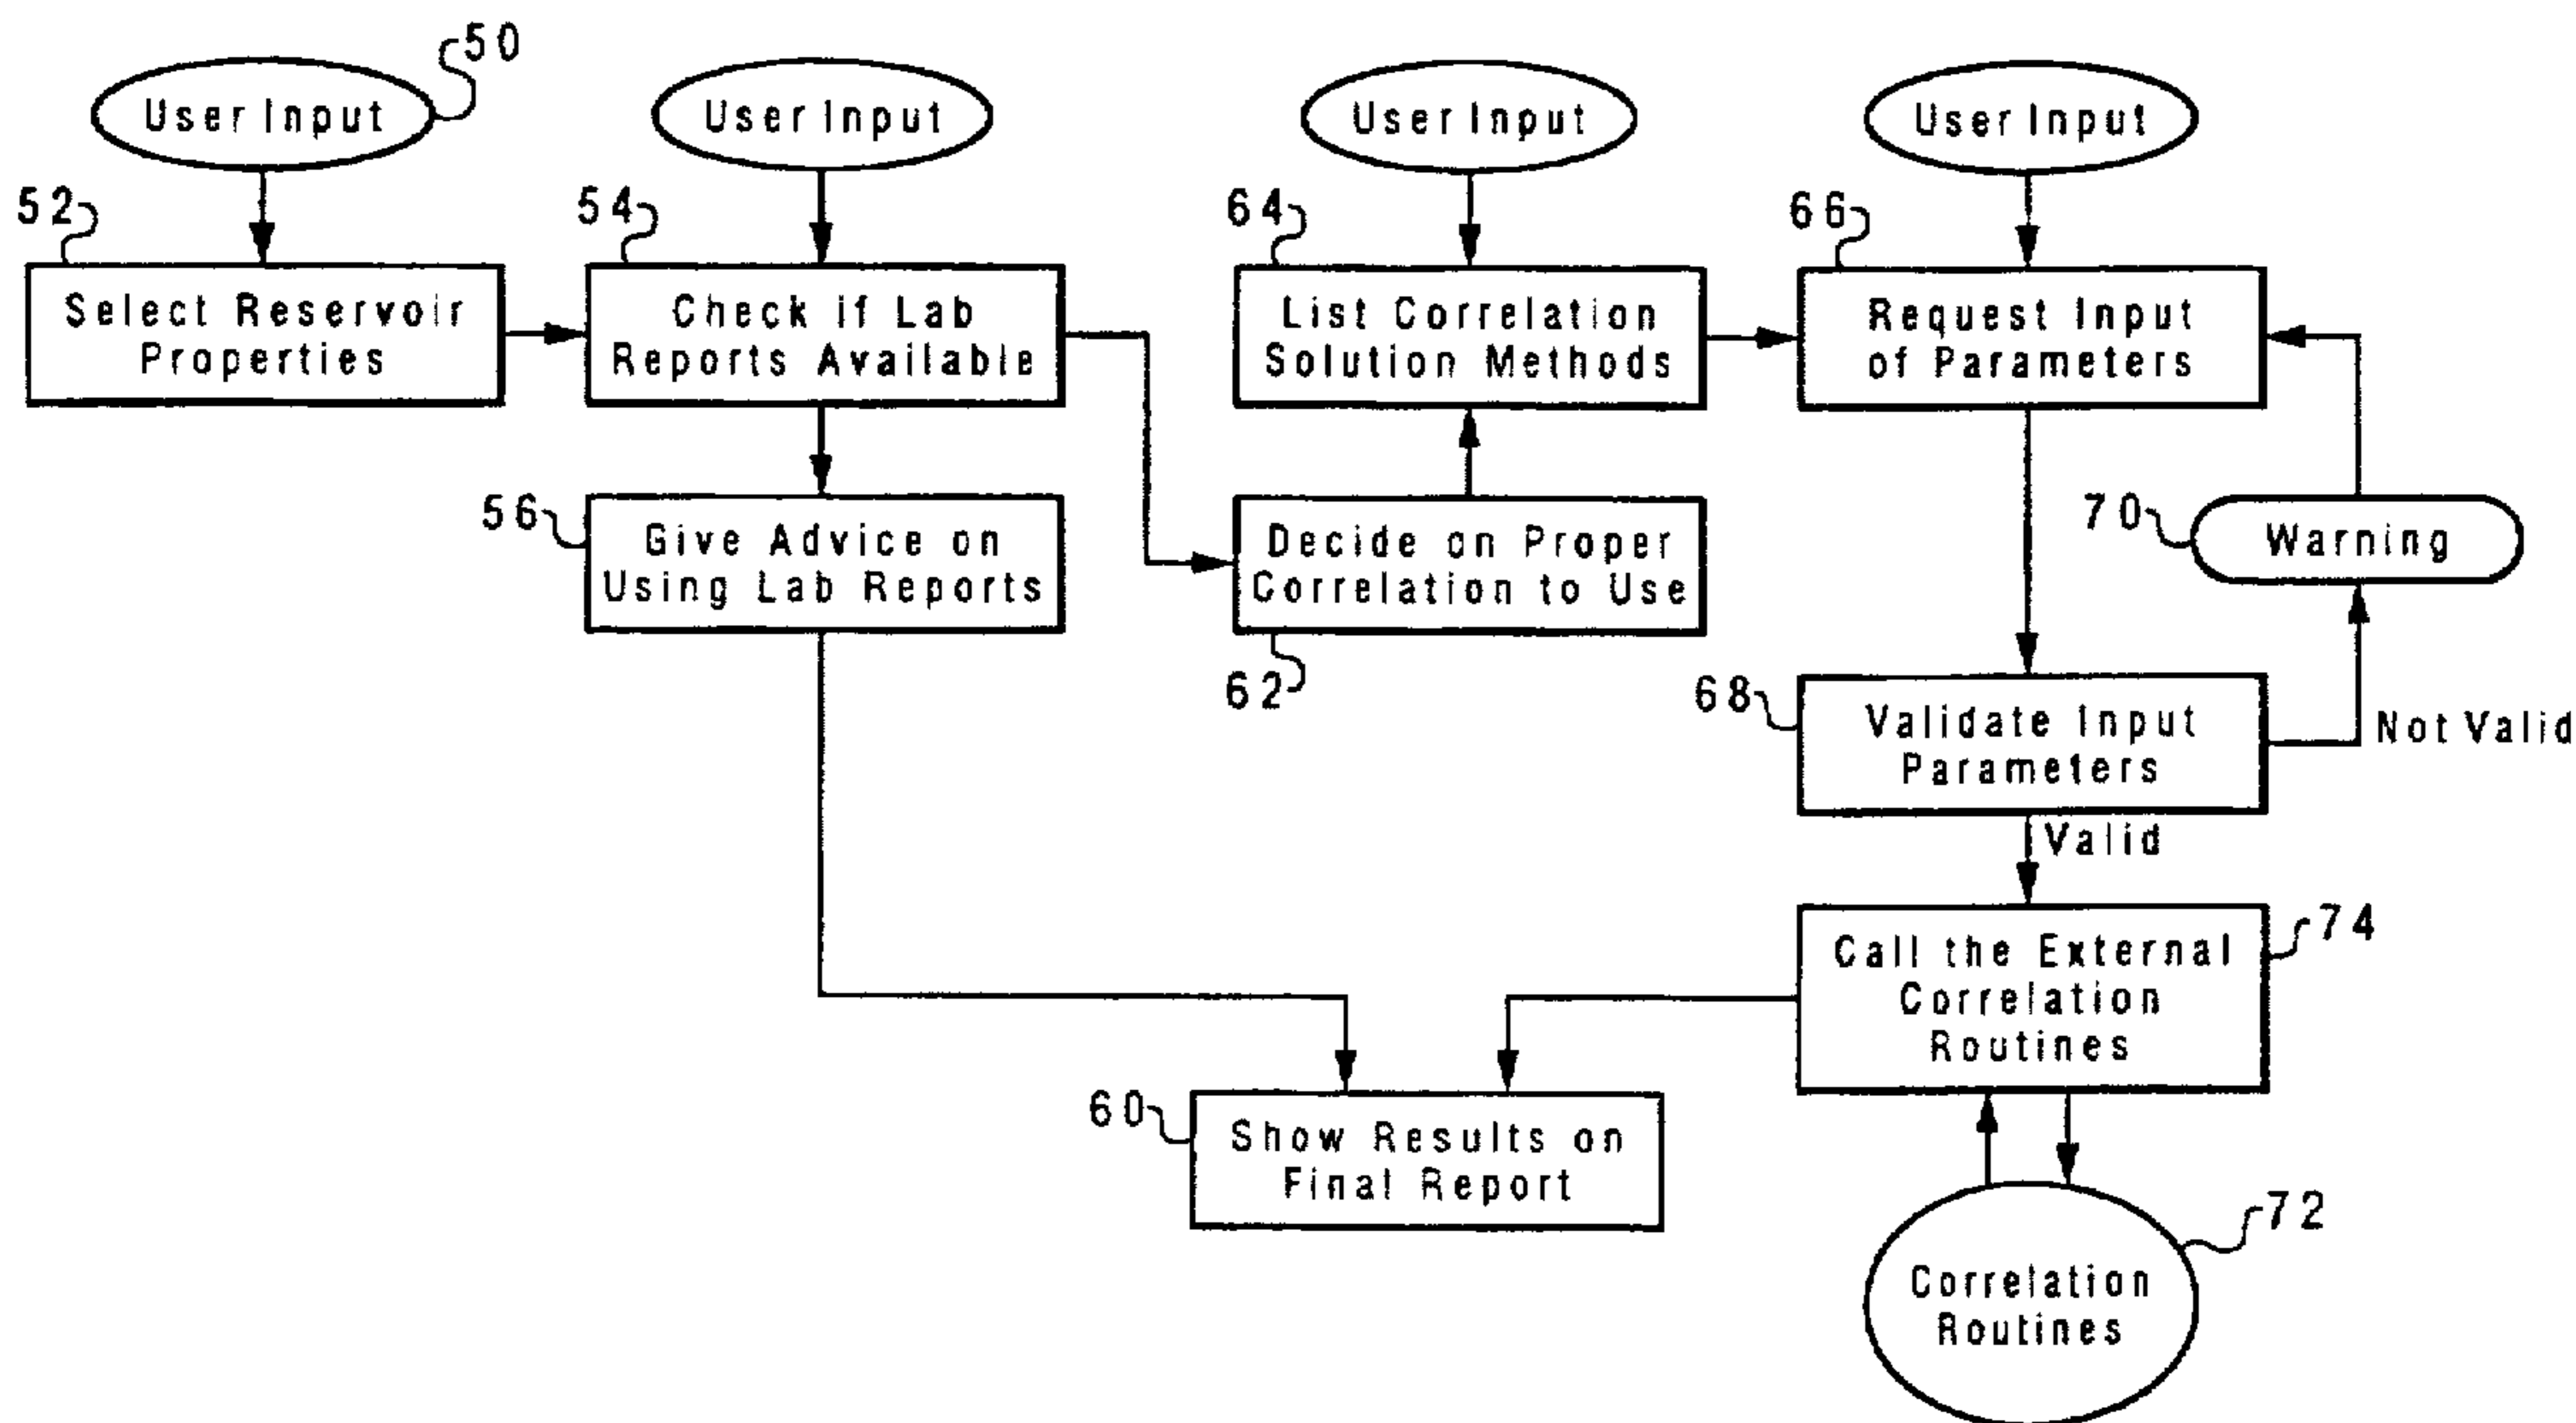 50
User Input
User Input
User Input
User Input
52
54
64
66
Select Reservoir
Properties
Check if Lab
Reports Available
List Correlation
Solution Methods
Request Input
of Parameters
56
Give Advice on
Using Lab Reports
Decide on Proper
Correlation to Use
62
70
Warning
68
Validate Input
Parameters
Not Valid
Valid
74
Call the External
Correlation
Routines
60
Show Results on
Final Report
72
Correlation
Routines